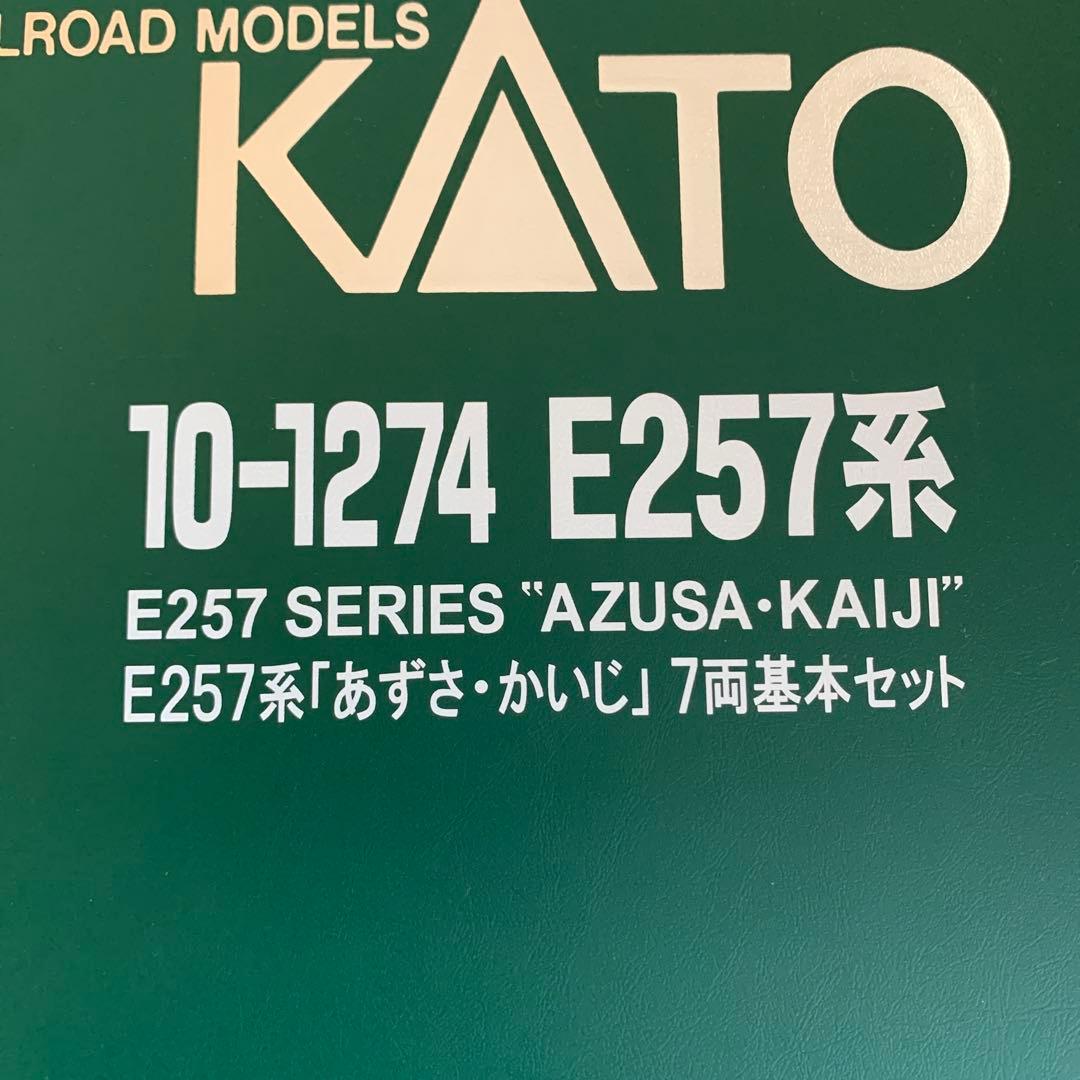 LROAD MODELS
KATO
10-1274 E257系
E257 SERIES “AZUSA・KAIJI”
E257系「あずさ・かいじ」 7両基本セット